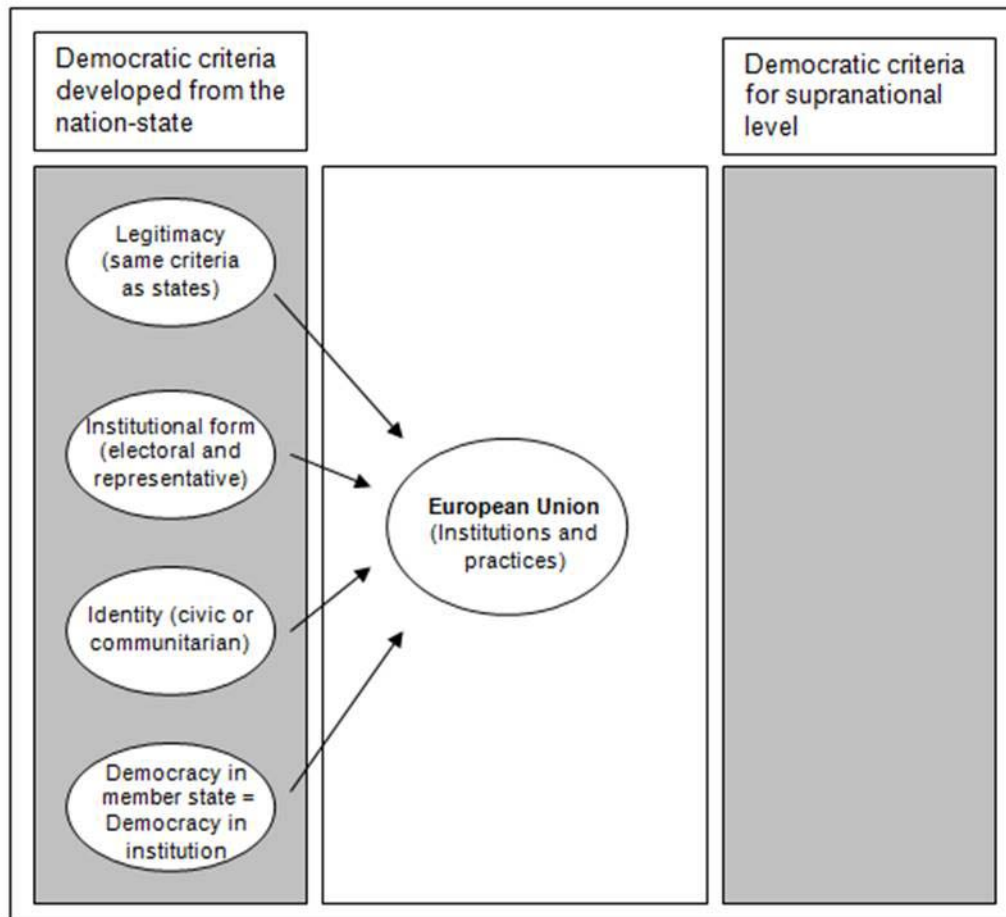 Democratic criteria
developed from the
nation-state
Democratic criteria
for supranational
level
Legitimacy
(same criteria
as states)
Institutional form
(electoral and
representative)
Identity (civic or
communitarian)
Democracy in
member state =
Democracy in
institution
European Union
(Institutions and
practices)